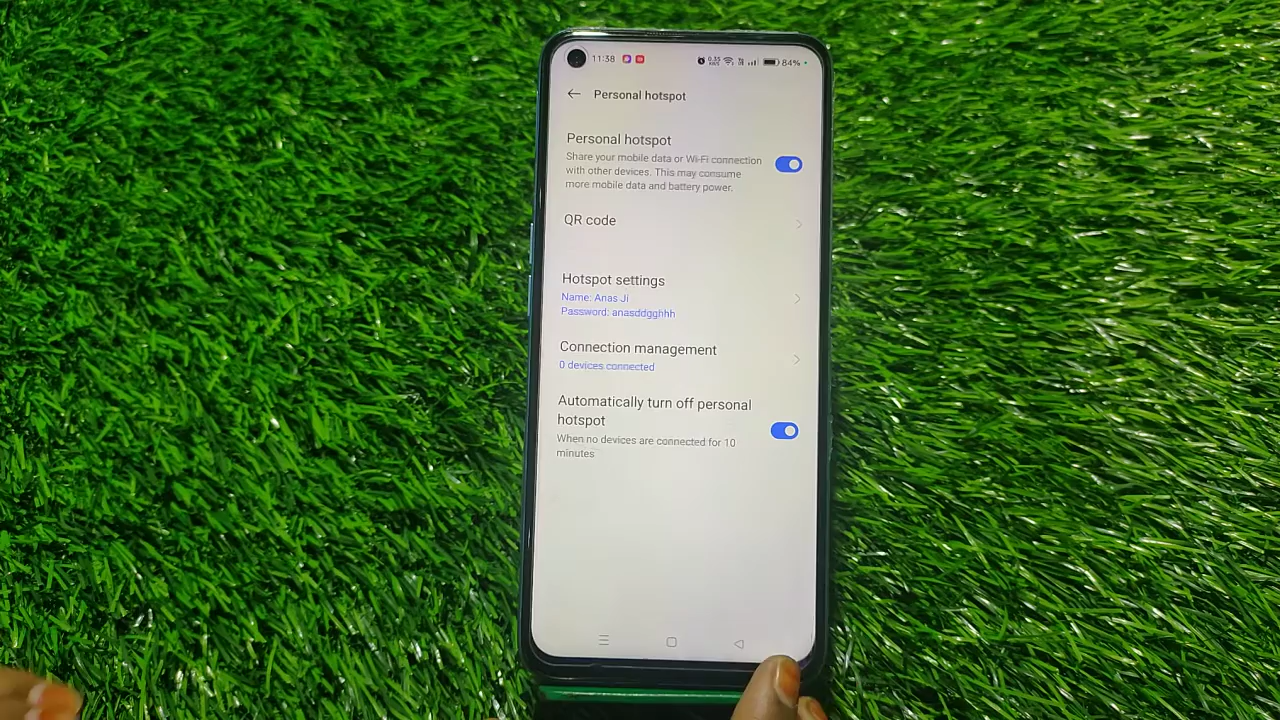 11:38
84%
Personal hotspot
Personal hotspot
Share your mobile data or Wi-Fi connection
with other devices. This may consume
more mobile data and battery power.
QR code
Hotspot settings
Name: Anas Ji
Password: anasddgghhh
Connection management
0 devices connected
Automatically turn off personal
hotspot
When no devices are connected for 10
minutes